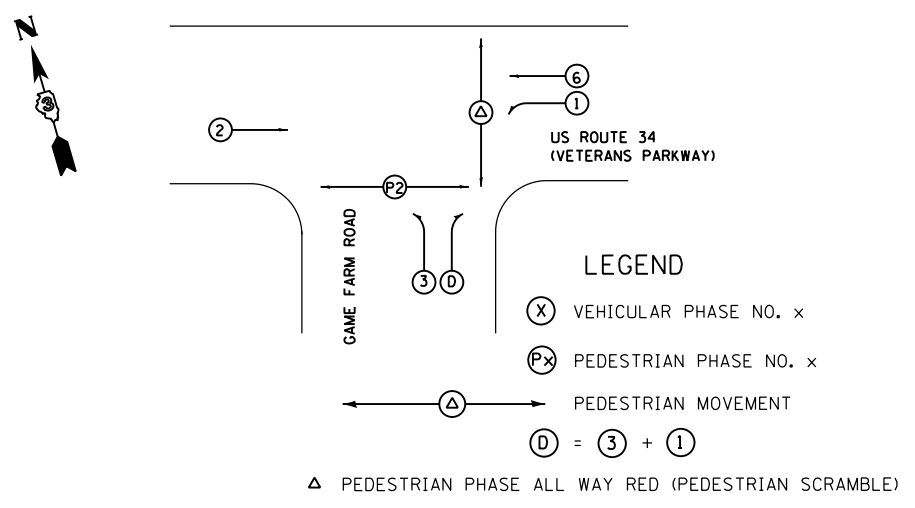 N
3
6
1
2
US ROUTE 34
(VETERANS PARKWAY)
P2
GAME FARM ROAD
3 D
LEGEND
X VEHICULAR PHASE NO. x
Px PEDESTRIAN PHASE NO. x
Δ PEDESTRIAN MOVEMENT
D = 3 + 1
Δ PEDESTRIAN PHASE ALL WAY RED (PEDESTRIAN SCRAMBLE)